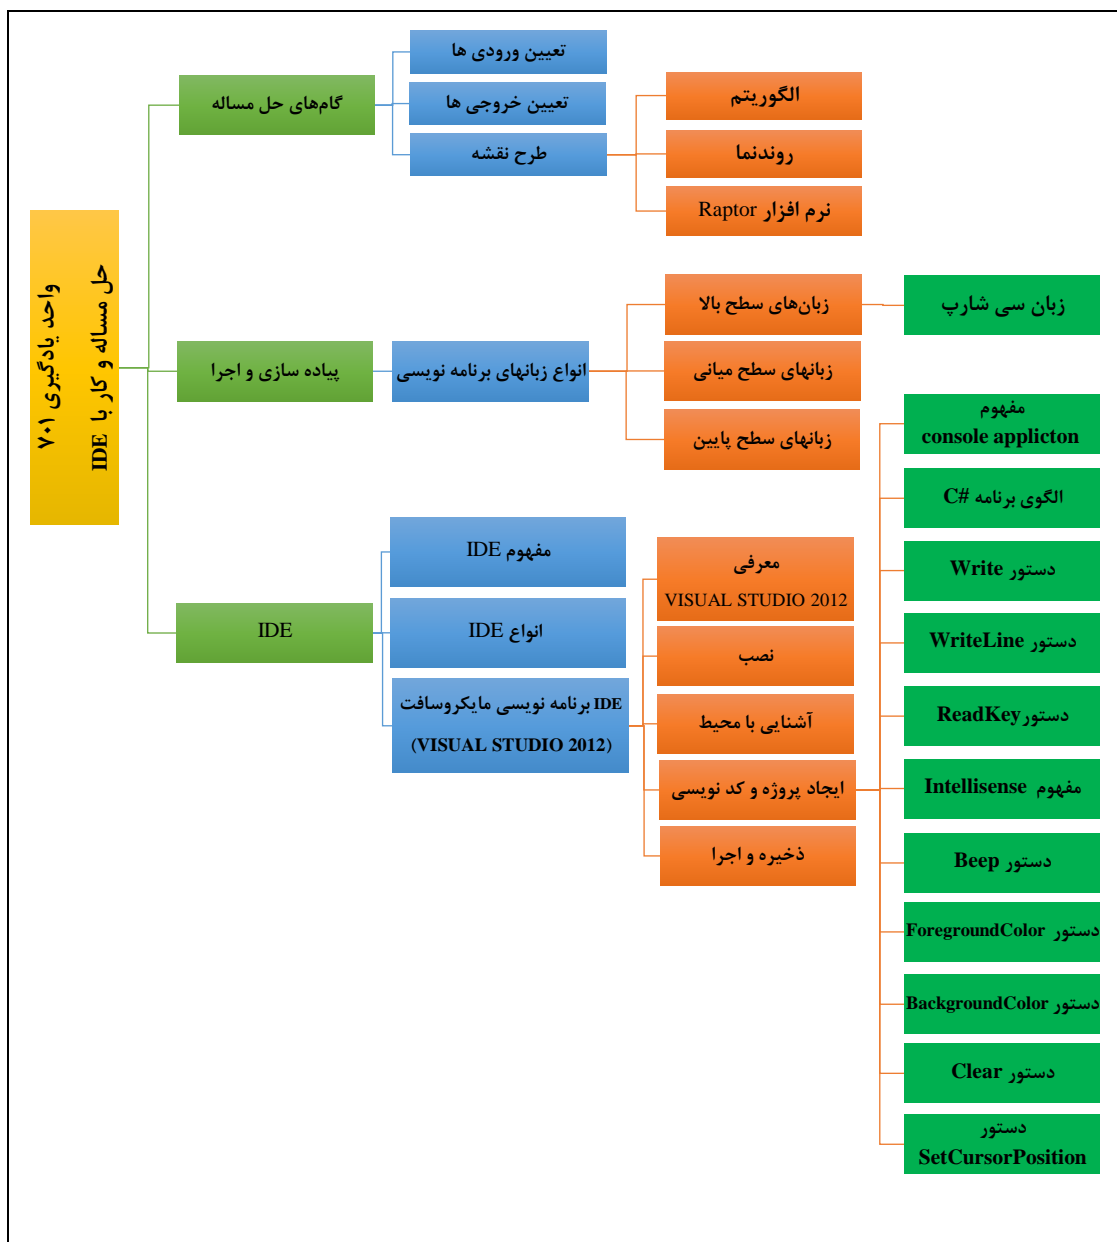 واحد یادگیری ۷۰۱
حل مساله و کار با IDE
گام‌های حل مساله
تعیین ورودی ها
تعیین خروجی ها
طرح نقشه
الگوریتم
روندنما
نرم افزار Raptor
پیاده سازی و اجرا
انواع زبانهای برنامه نویسی
زبان‌های سطح بالا
زبان سی شارپ
زبانهای سطح میانی
زبانهای سطح پایین
IDE
مفهوم IDE
انواع IDE
IDE برنامه نویسی مایکروسافت
(VISUAL STUDIO 2012)
معرفی
VISUAL STUDIO 2012
نصب
آشنایی با محیط
ایجاد پروژه و کد نویسی
ذخیره و اجرا
مفهوم
console applicton
الگوی برنامه C#
دستور Write
دستور WriteLine
دستورReadKey
مفهوم Intellisense
دستور Beep
دستور ForegroundColor
دستور BackgroundColor
دستور Clear
دستور
SetCursorPosition